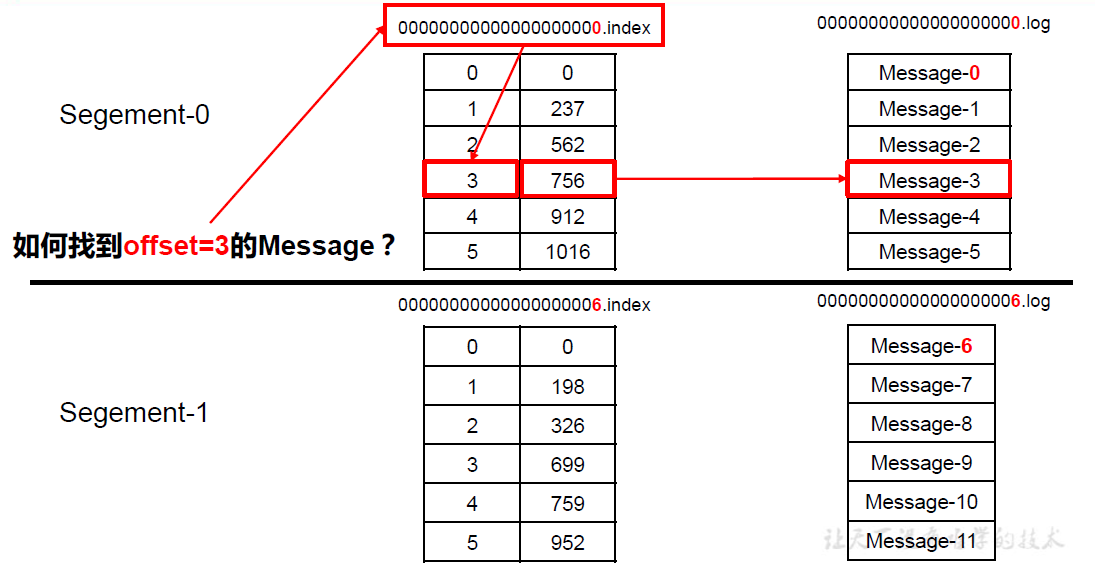 00000000000000000000.index
00000000000000000000.log
Segement-0
0 0
1 237
2 562
3 756
4 912
5 1016
Message-0
Message-1
Message-2
Message-3
Message-4
Message-5
如何找到offset=3的Message？
00000000000000000006.index
00000000000000000006.log
Segement-1
0 0
1 198
2 326
3 699
4 759
5 952
Message-6
Message-7
Message-8
Message-9
Message-10
Message-11
让天 学的技术